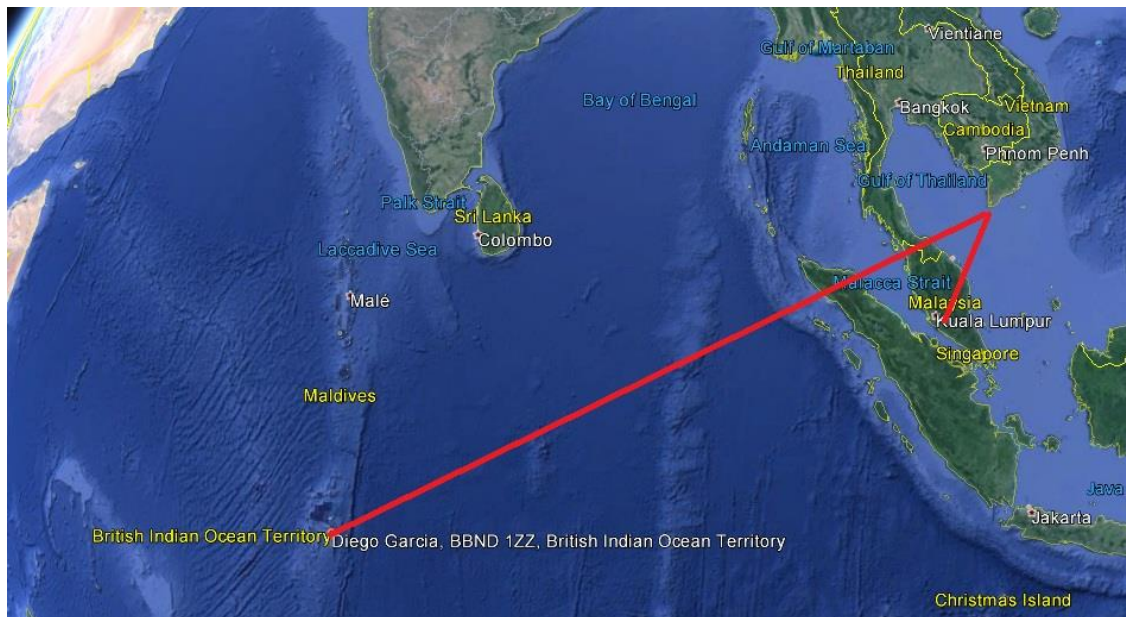 Vientiane
Gulf of Martaban
Thailand
Bay of Bengal
Bangkok
Vietnam
Cambodia
Andaman Sea
Phnom Penh
Gulf of Thailand
Palk Strait
Sri Lanka
Colombo
Laccadive Sea
Malacca Strait
Malé
Malaysia
Kuala Lumpur
Singapore
Maldives
Java
Jakarta
British Indian Ocean Territory
Diego Garcia, BBND 1ZZ, British Indian Ocean Territory
Christmas Island